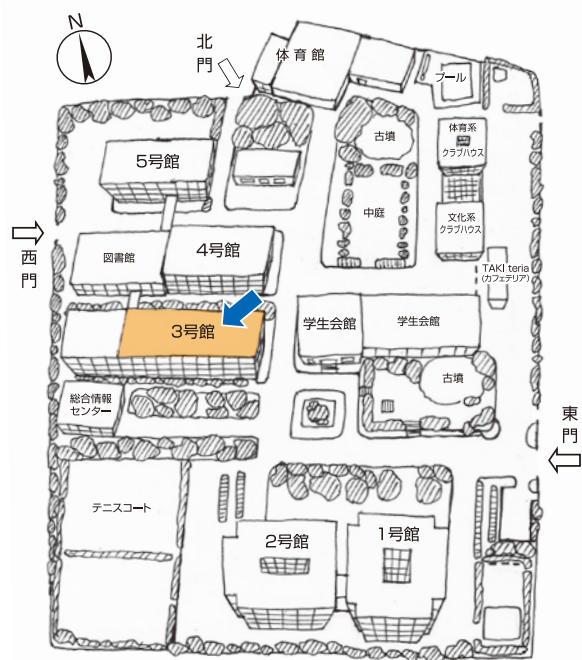 N
北門
体育館
プール
古墳
体育系
クラブハウス
5号館
中庭
文化系
クラブハウス
西門
図書館
4号館
TAKI teria
(カフェテリア)
3号館
学生会館
学生会館
古墳
総合情報
センター
東門
テニスコート
2号館
1号館